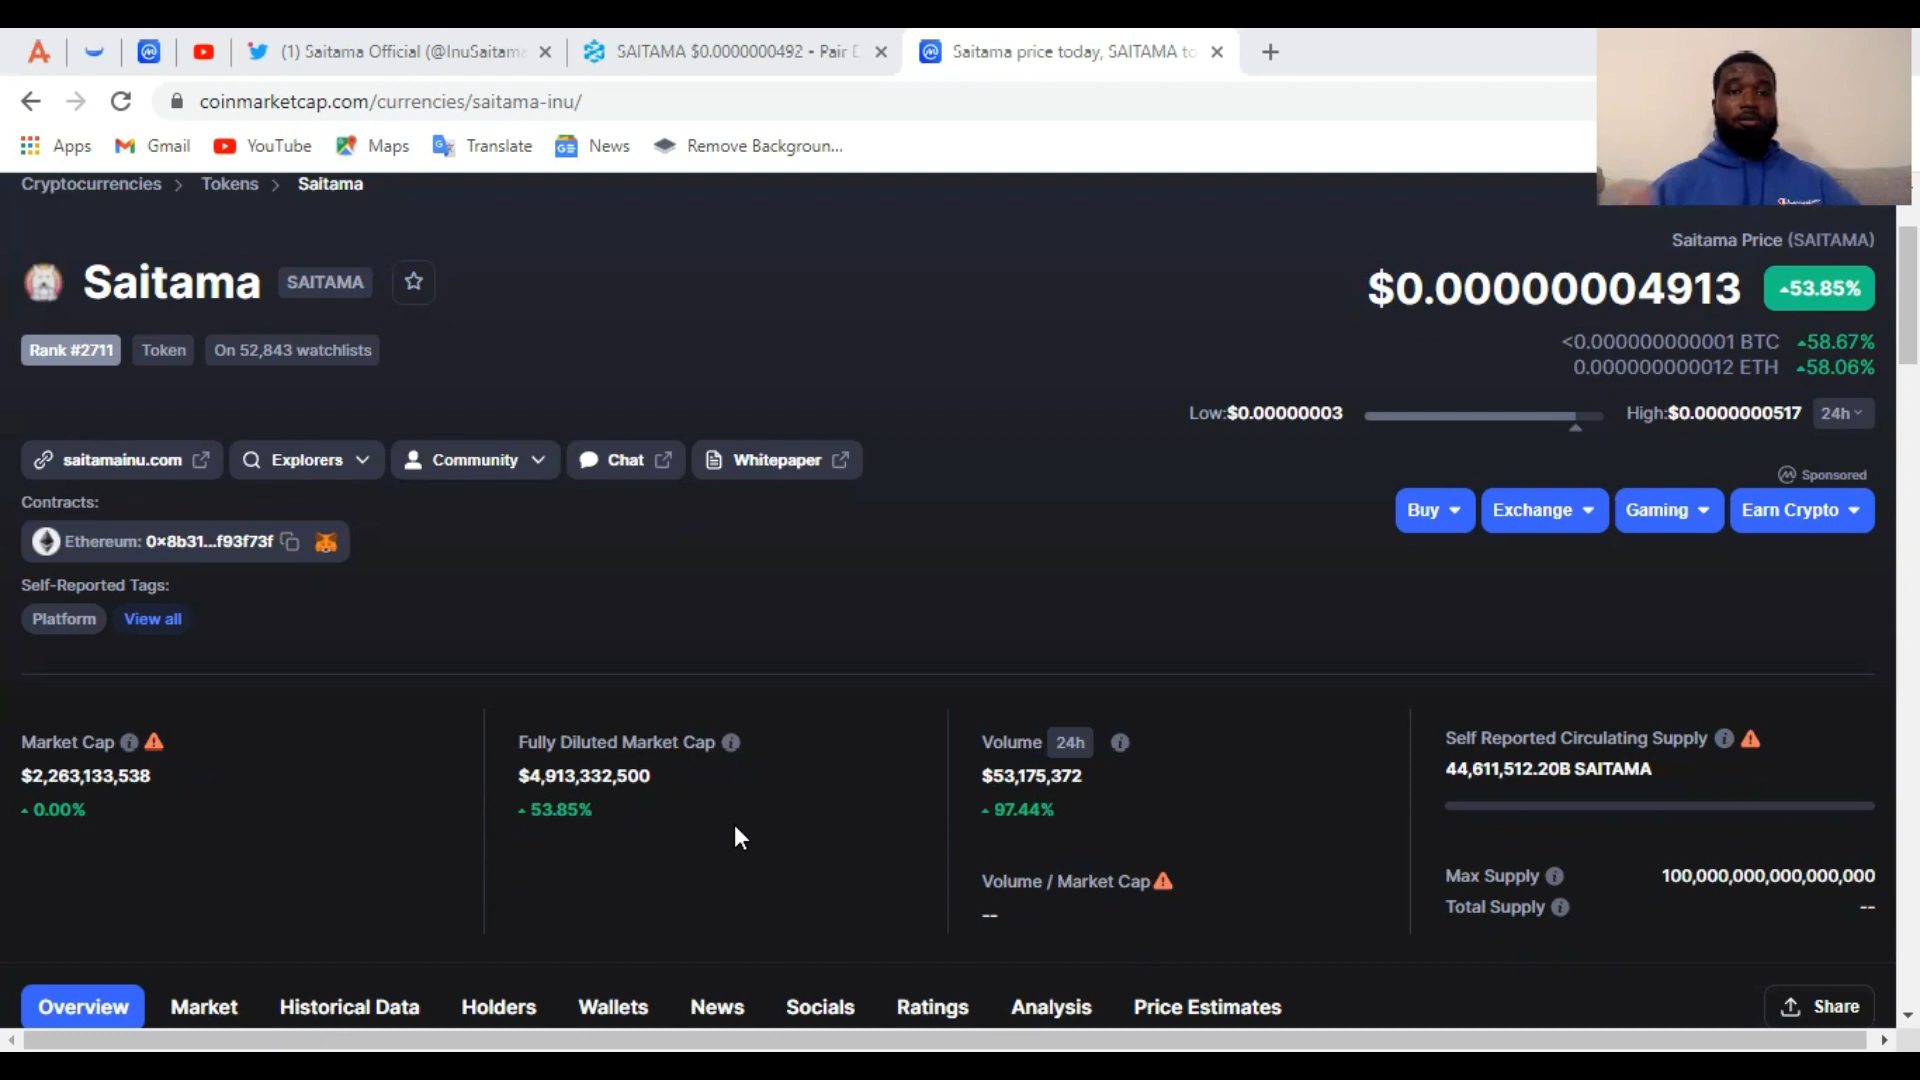 (1) Saitama Official (@InuSaitama
SAITAMA $0.0000000492 - Pair D
Saitama price today, SAITAMA to
coinmarketcap.com/currencies/saitama-inu/
Apps Gmail YouTube Maps Translate News Remove Backgroun...
Cryptocurrencies > Tokens > Saitama
Saitama Price (SAITAMA)
Saitama SAITAMA
$0.00000004913 53.85%
Rank #2711 Token On 52,843 watchlists
<0.000000000001 BTC 58.67%
0.000000000012 ETH 58.06%
Low:$0.00000003 High:$0.0000000517 24h
saitamainu.com Explorers Community Chat Whitepaper
Sponsored
Contracts:
Buy Exchange Gaming Earn Crypto
Ethereum: 0x8b31...f93f73f
Self-Reported Tags:
Platform View all
Market Cap
$2,263,133,538
0.00%
Fully Diluted Market Cap
$4,913,332,500
53.85%
Volume 24h
$53,175,372
97.44%
Volume / Market Cap
--
Self Reported Circulating Supply
44,611,512.20B SAITAMA
Max Supply 100,000,000,000,000,000
Total Supply --
Overview Market Historical Data Holders Wallets News Socials Ratings Analysis Price Estimates Share